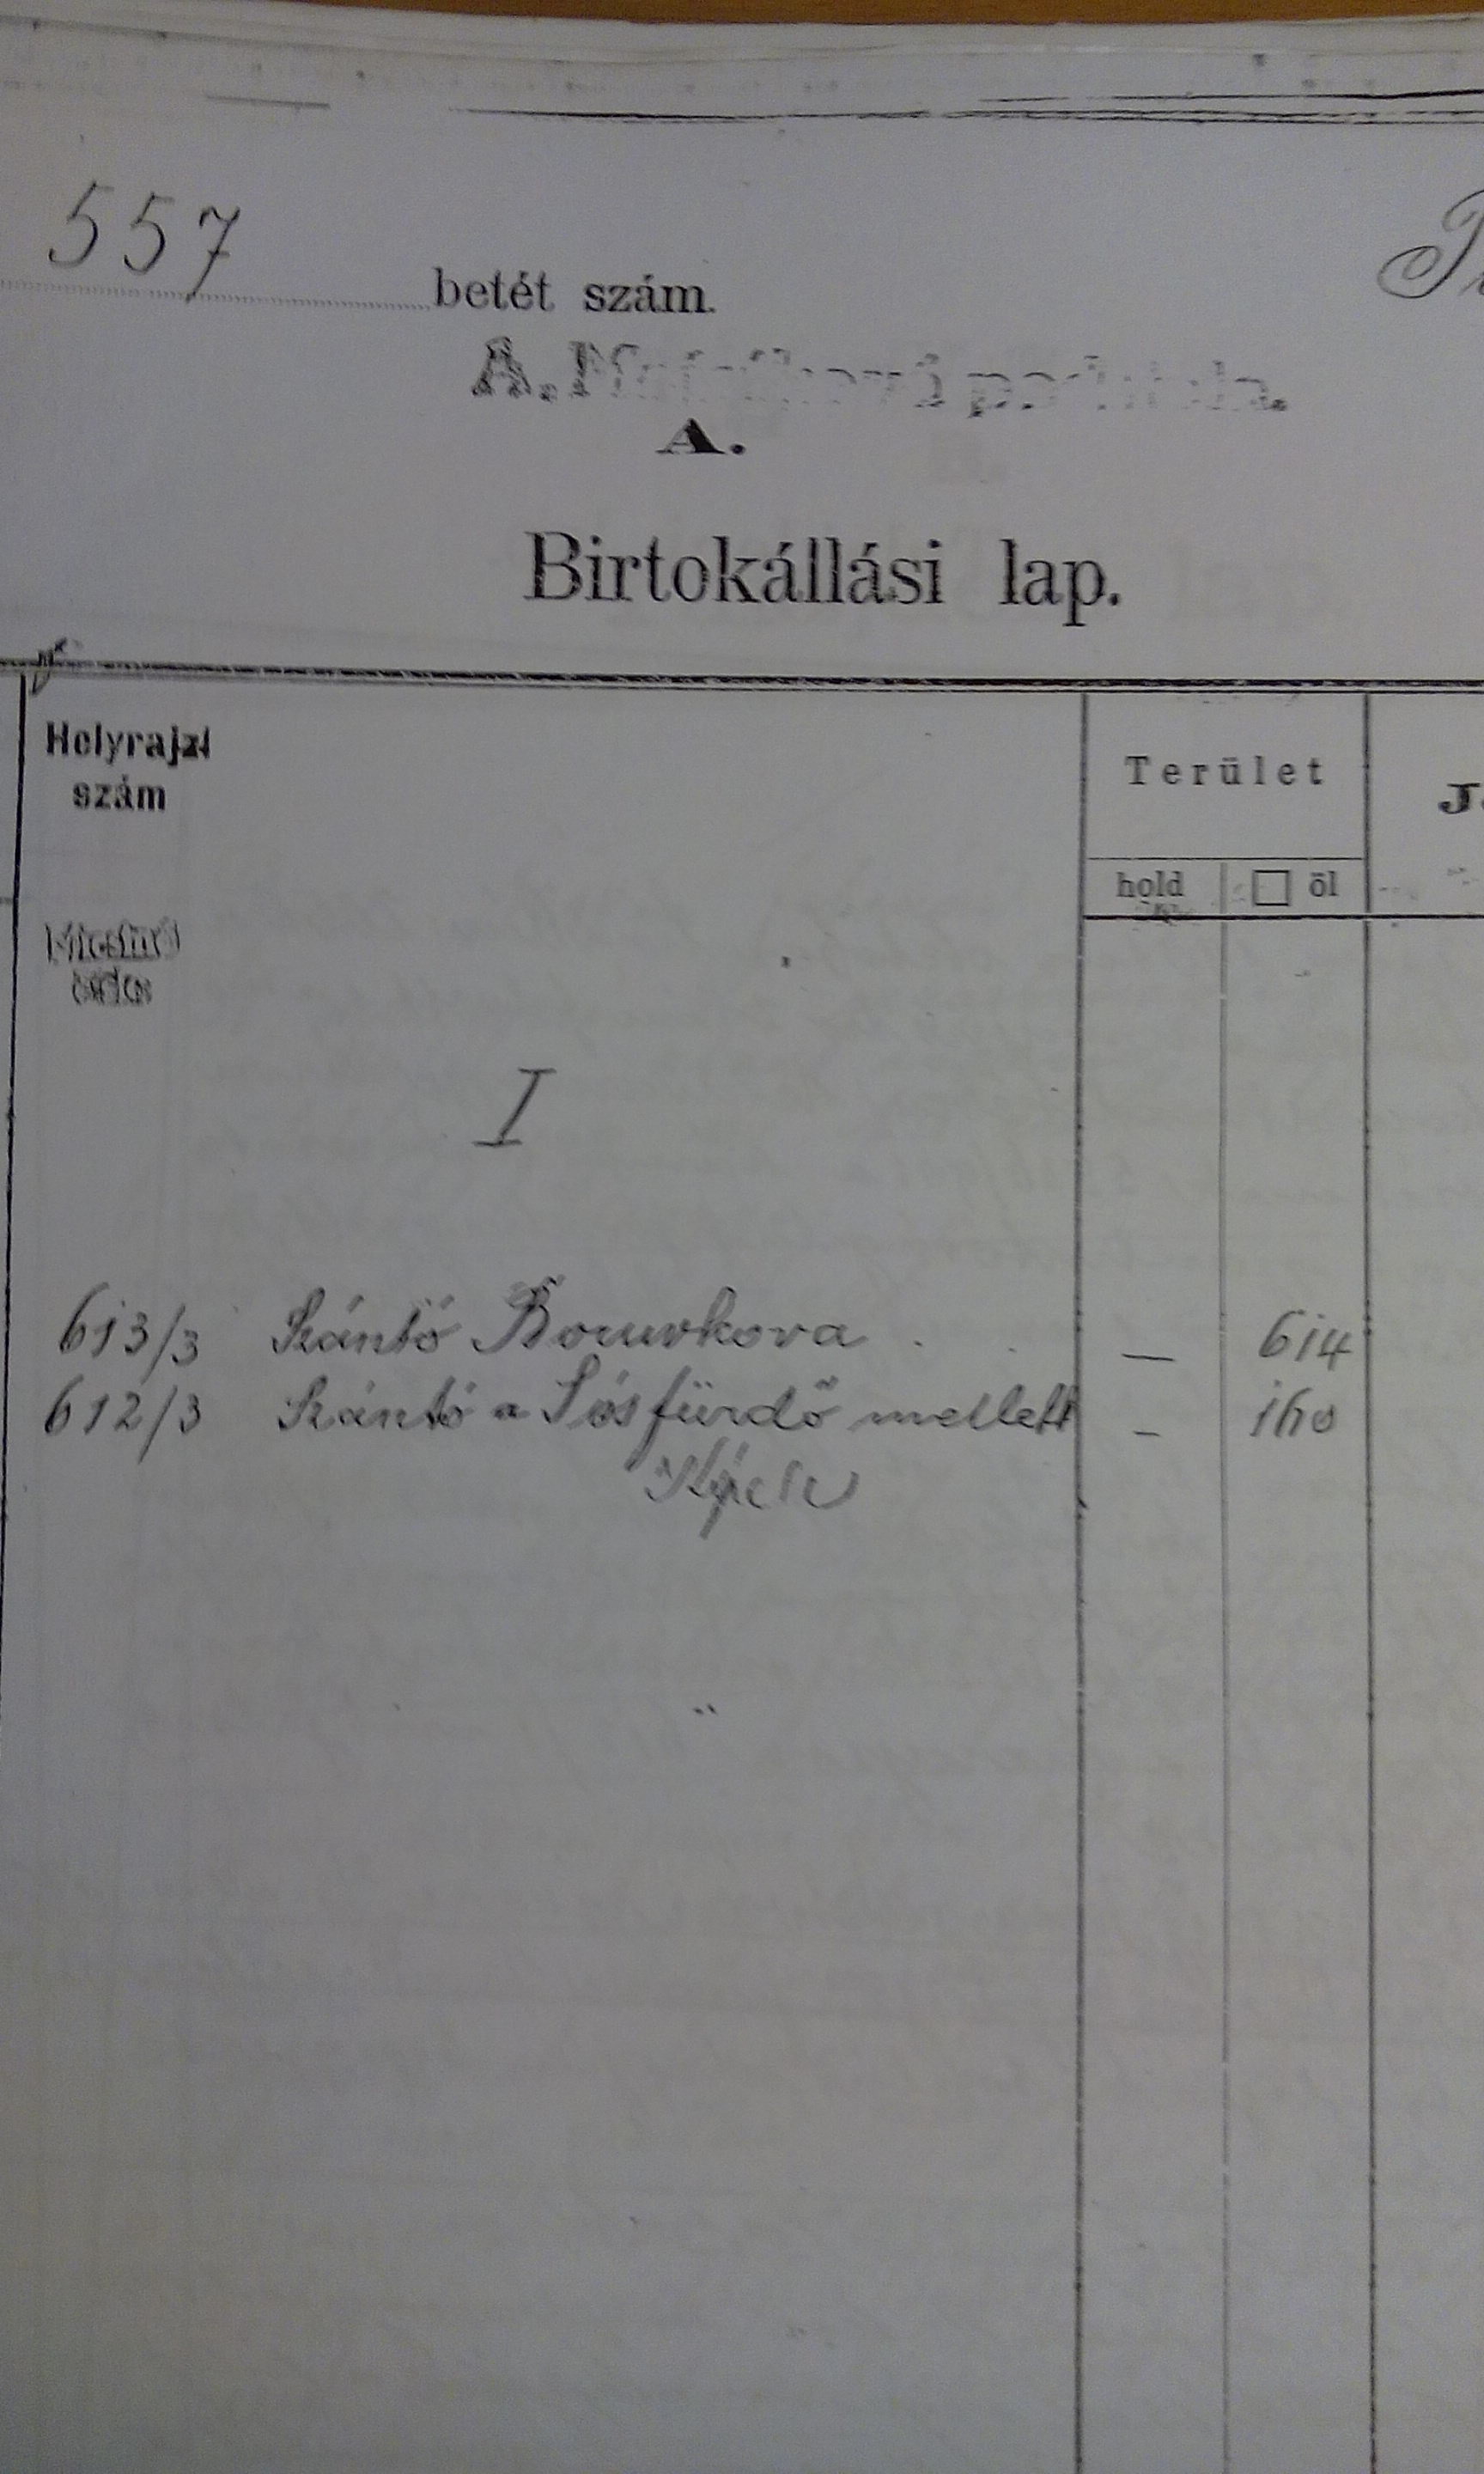 557 betét szám.
A.
A.
Birtokállási lap.
Helyrajzi
szám
Terület
hold □ öl
I
613/3 Szántó Boruvkova — 614
612/3 Szántó a Sósfürdő mellett – 160